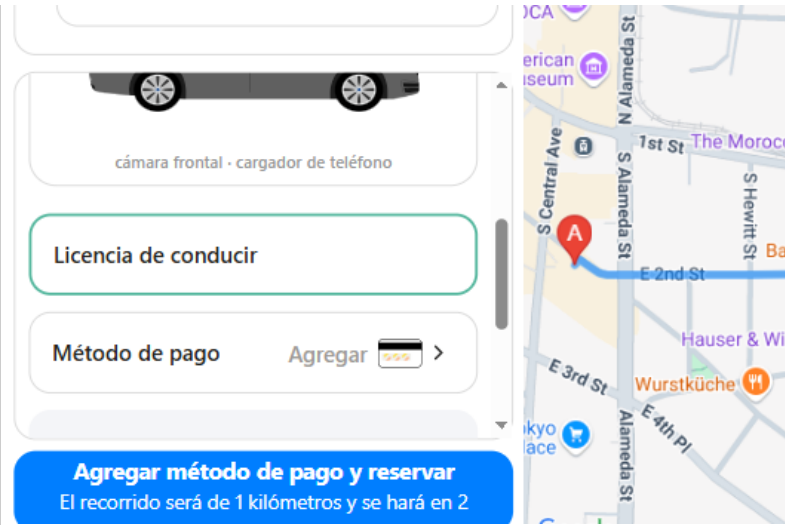 cámara frontal · cargador de teléfono
Licencia de conducir
Método de pago
Agregar
Agregar método de pago y reservar
El recorrido será de 1 kilómetros y se hará en 2
N Alameda St
1st St
The Moroc
S Central Ave
S Alameda St
S Hewitt St
A
Ba
E 2nd St
Hauser & Wi
E 3rd St
Wurstküche
E 4th Pl
Alameda St